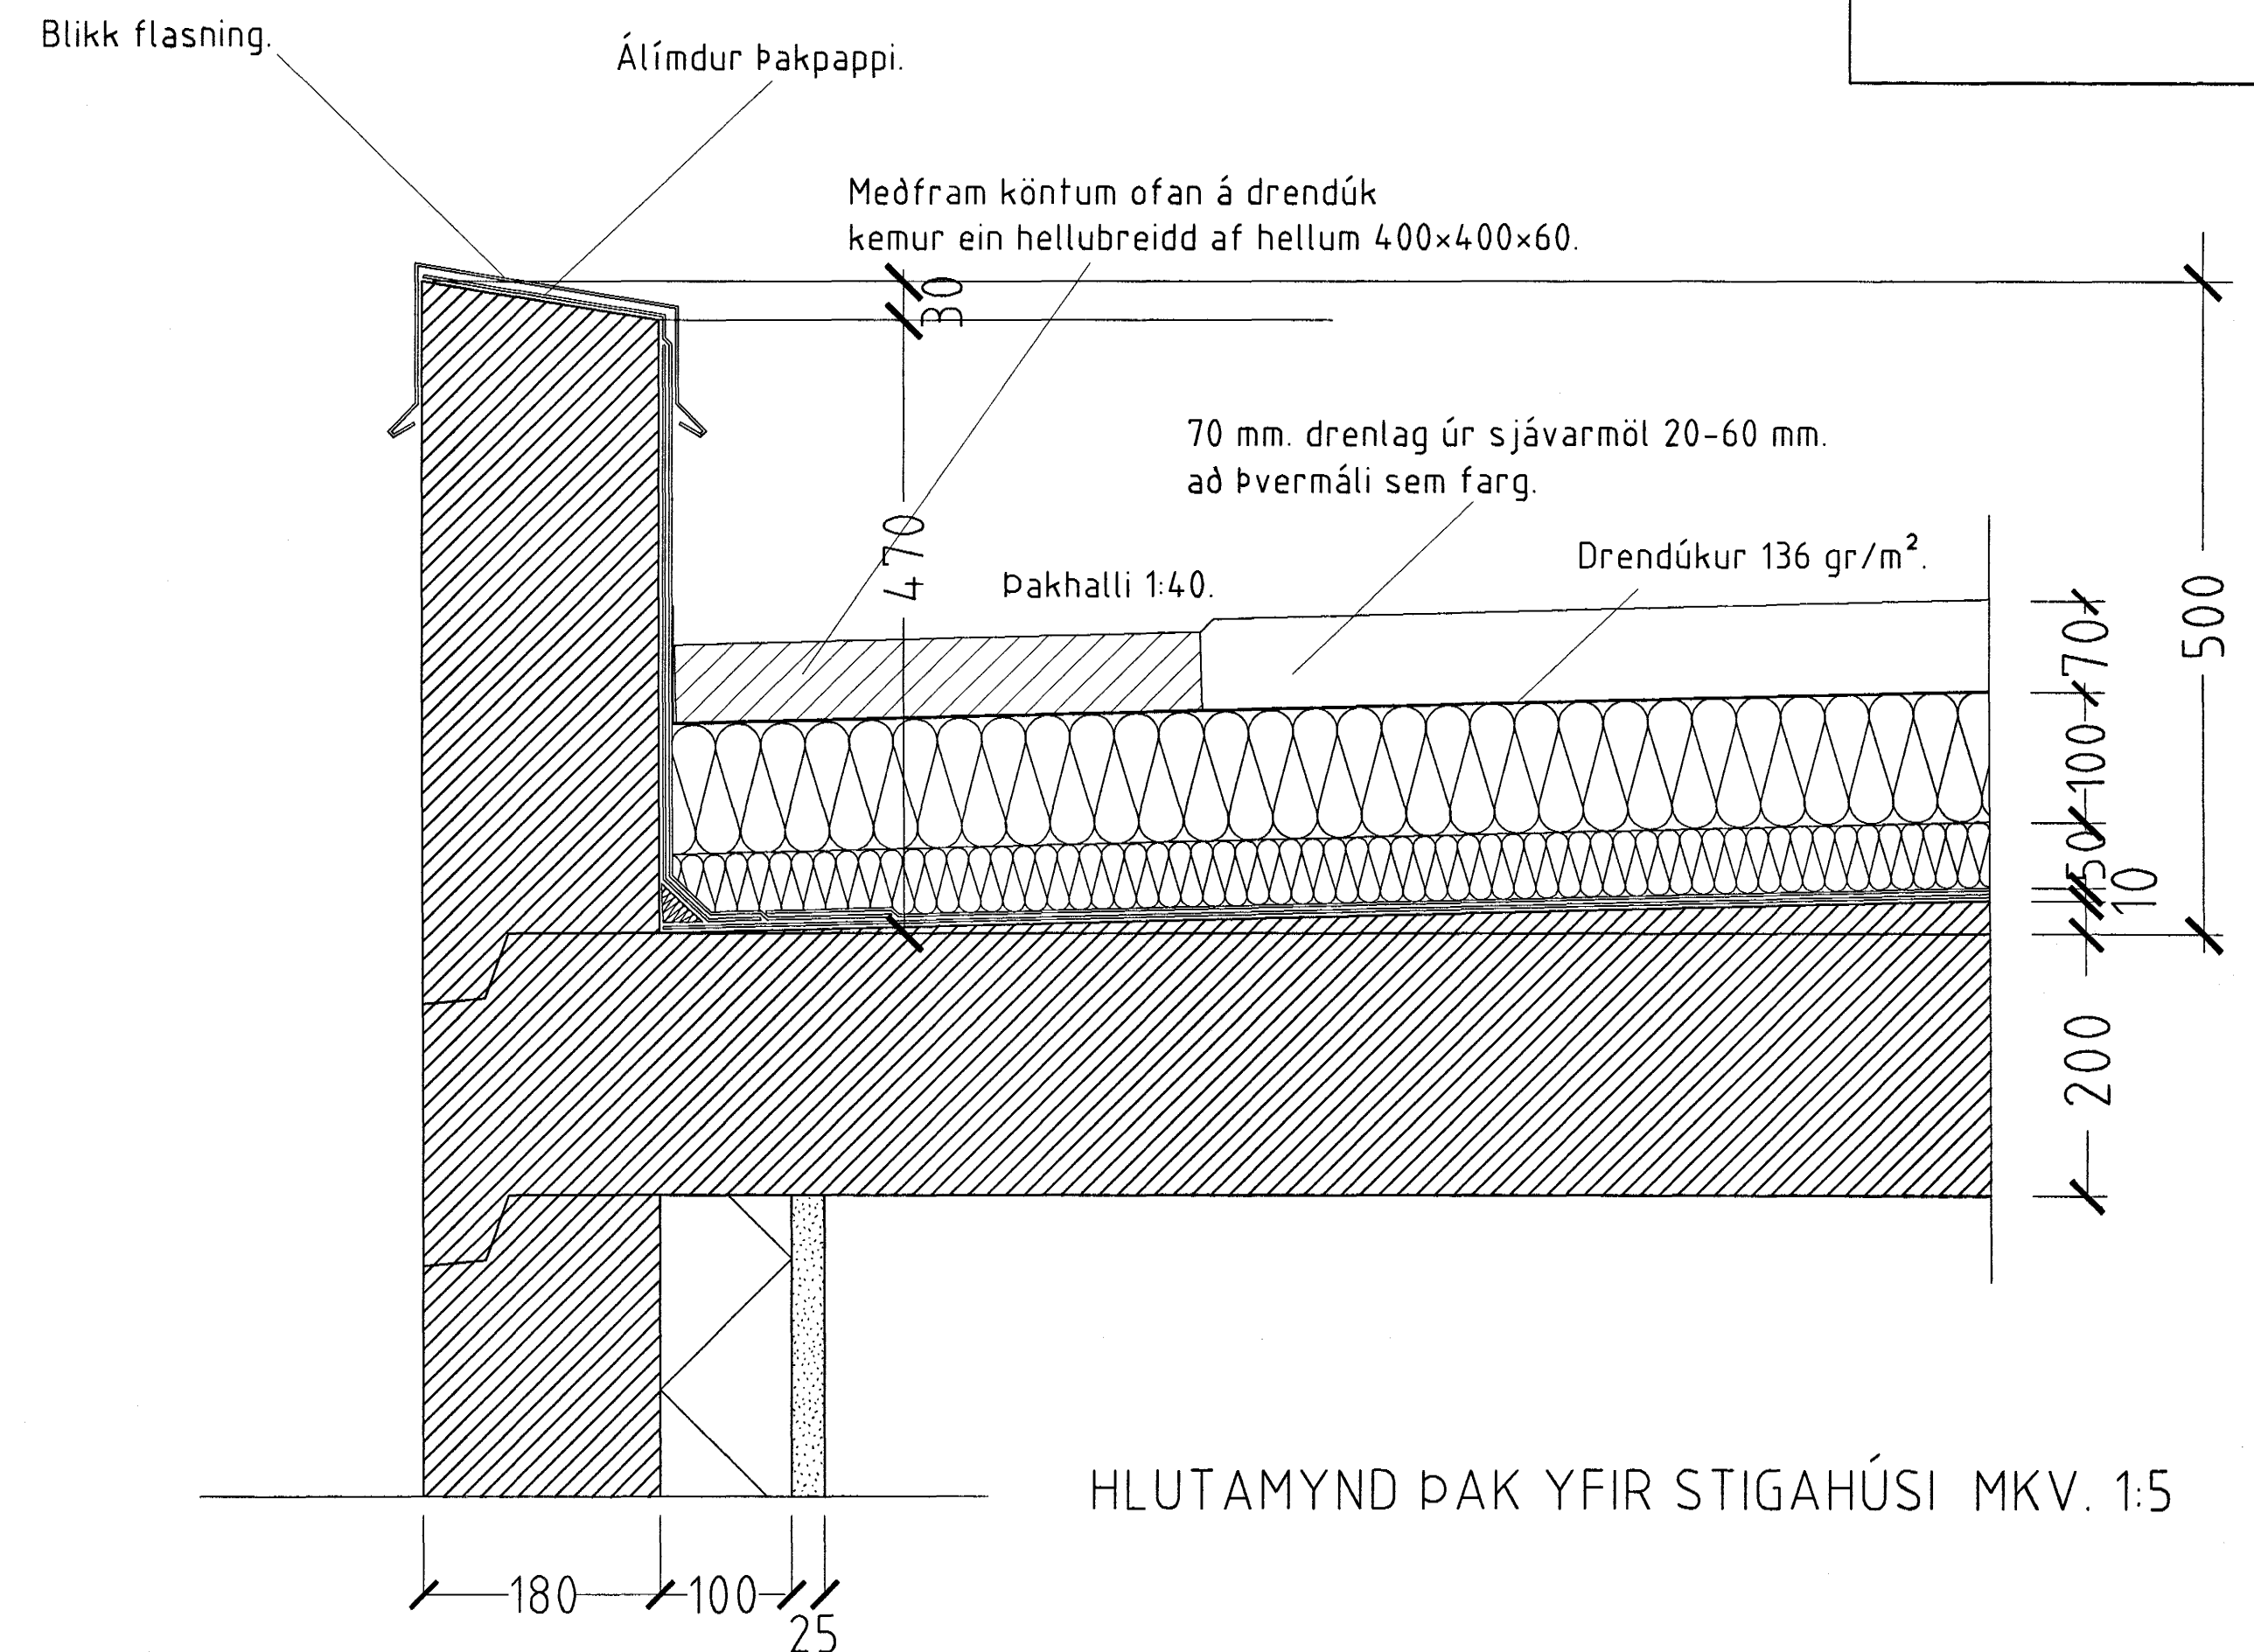 Blikk flasning.
Álímdur Þakpappi.
Meðfram köntum ofan á drendúk
kemur ein hellubreidd af hellum 400×400×60.
30
70 mm. drenlag úr sjávarmöl 20-60 mm.
að Þvermáli sem farg.
470
Þakhalli 1:40.
Drendúkur 136 gr/m².
500
70
100
50
10
200
HLUTAMYND ÞAK YFIR STIGAHÚSI MKV. 1:5
180
100
25